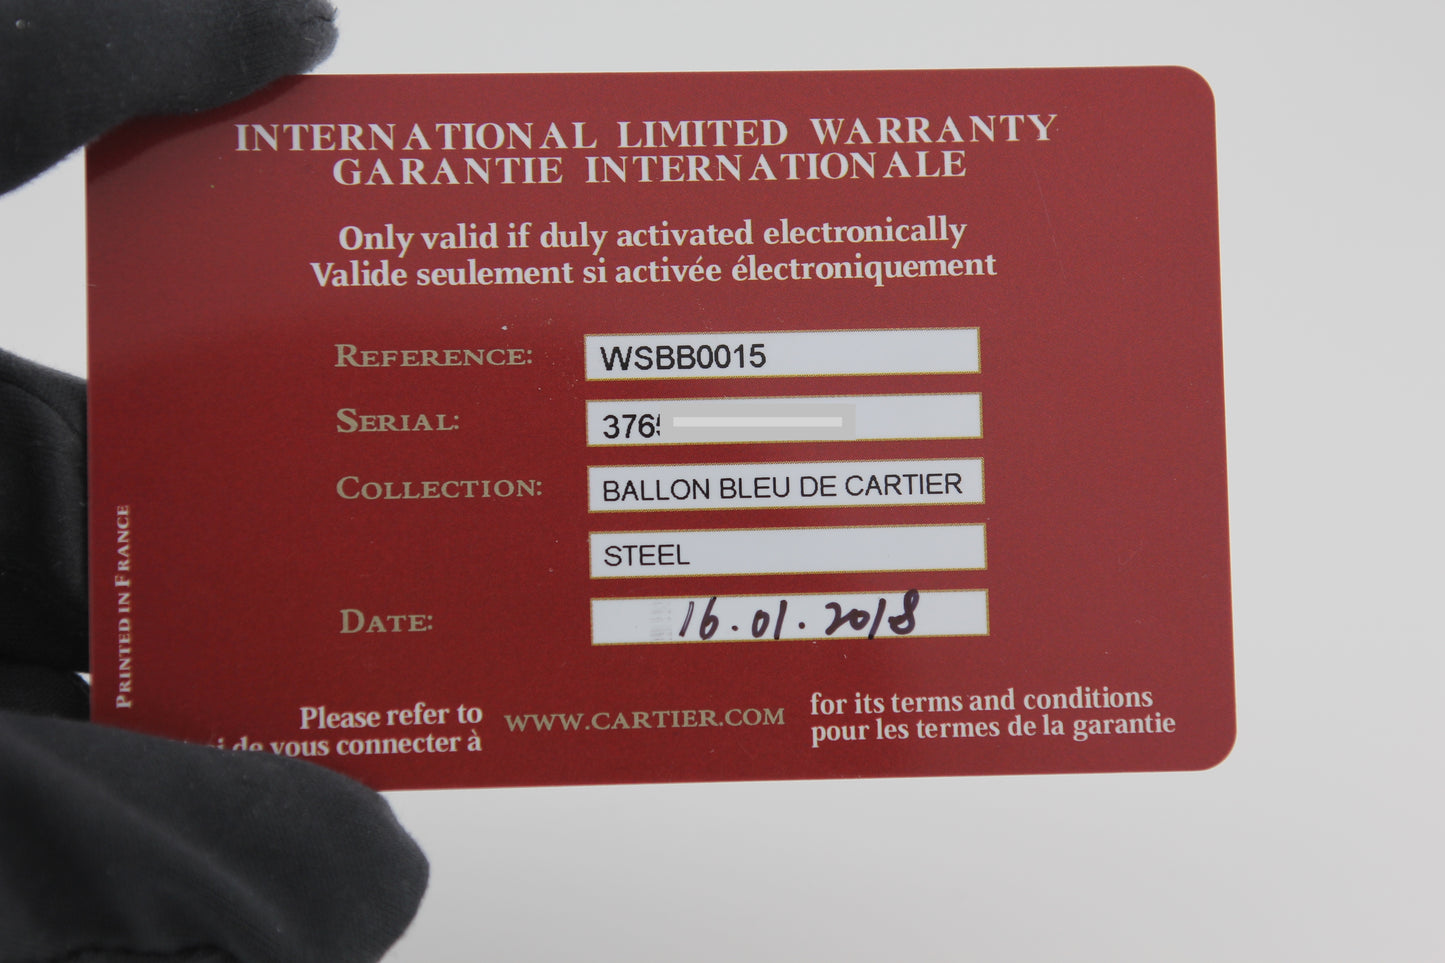 INTERNATIONAL LIMITED WARRANTY
GARANTIE INTERNATIONALE
Only valid if duly activated electronically
Valide seulement si activée électroniquement
REFERENCE: WSBB0015
SERIAL: 376
COLLECTION: BALLON BLEU DE CARTIER
STEEL
DATE: 16.01.2018
PRINTED IN FRANCE
Please refer to
de vous connecter à
WWW.CARTIER.COM
for its terms and conditions
pour les termes de la garantie